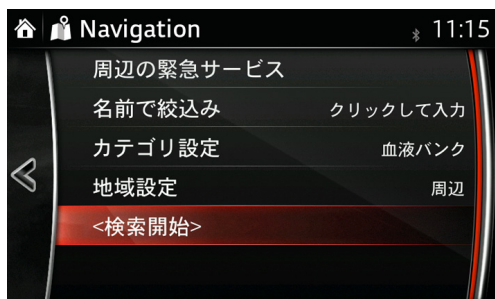 Navigation 11:15
周辺の緊急サービス
名前で絞込み クリックして入力
カテゴリ設定 血液バンク
地域設定 周辺
<検索開始>